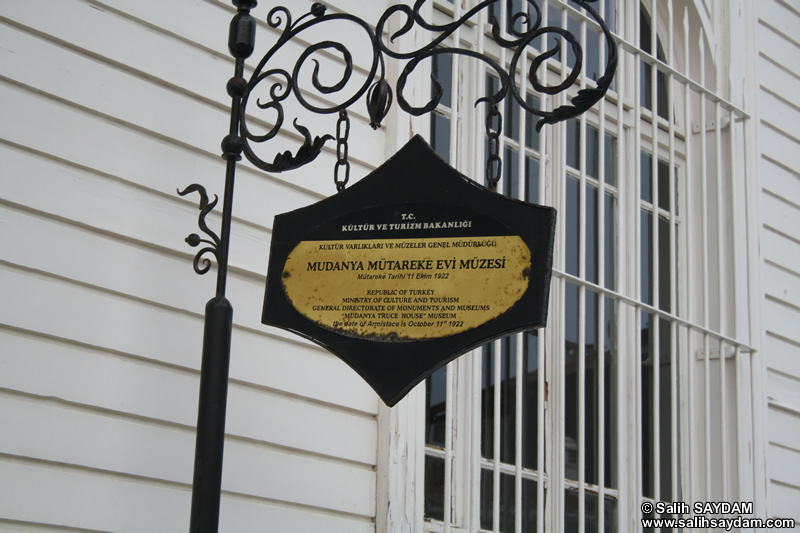 T.C.
KÜLTÜR VE TURİZM BAKANLIĞI
KÜLTÜR VARLIKLARI VE MÜZELER GENEL MÜDÜRLÜĞÜ
MUDANYA MÜTAREKE EVİ MÜZESİ
Mütareke Tarihi 11 Ekim 1922
REPUBLIC OF TURKEY
MINISTRY OF CULTURE AND TOURISM
GENERAL DIRECTORATE OF MONUMENTS AND MUSEUMS
"MUDANYA TRUCE HOUSE" MUSEUM
the date of Armistace is October 11th 1922
© Salih SAYDAM
www.salihsaydam.com